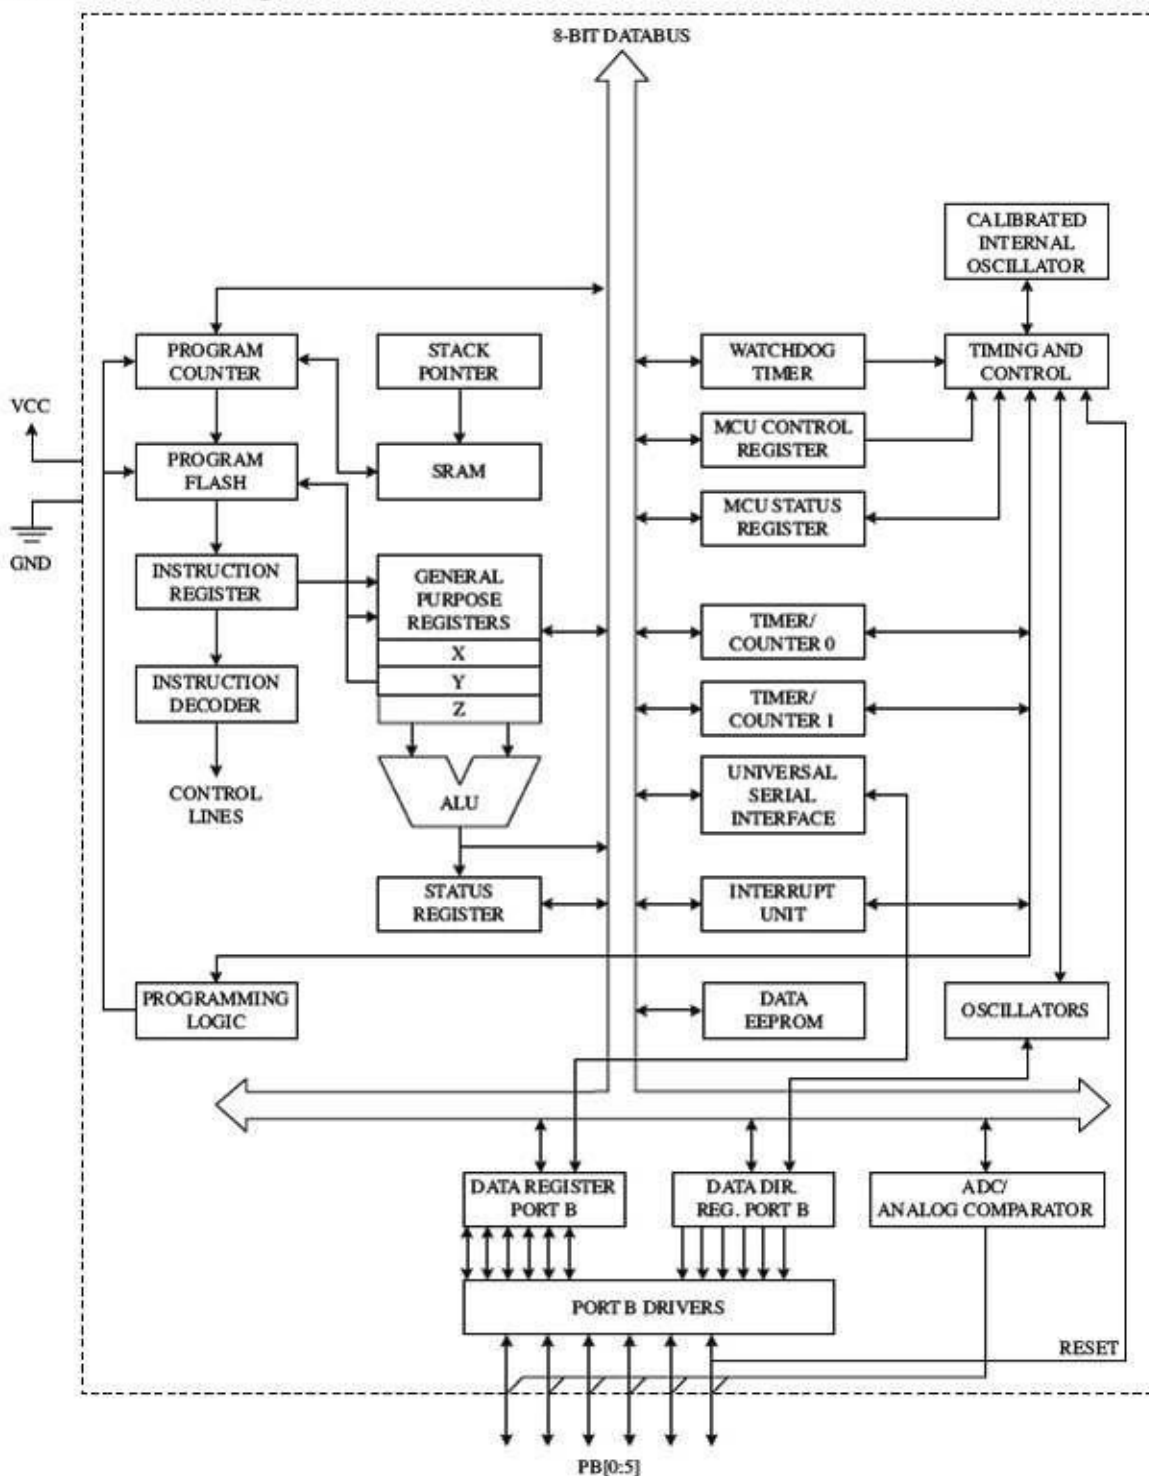 8-BIT DATABUS
CALIBRATED
INTERNAL
OSCILLATOR
PROGRAM
COUNTER
STACK
POINTER
WATCHDOG
TIMER
TIMING AND
CONTROL
VCC
MCU CONTROL
REGISTER
PROGRAM
FLASH
SRAM
MCU STATUS
REGISTER
GND
INSTRUCTION
REGISTER
GENERAL
PURPOSE
REGISTERS
X
Y
Z
TIMER/
COUNTER 0
INSTRUCTION
DECODER
TIMER/
COUNTER 1
CONTROL
LINES
ALU
UNIVERSAL
SERIAL
INTERFACE
STATUS
REGISTER
INTERRUPT
UNIT
PROGRAMMING
LOGIC
DATA
EEPROM
OSCILLATORS
DATA REGISTER
PORT B
DATA DIR.
REG. PORT B
ADC/
ANALOG COMPARATOR
PORT B DRIVERS
RESET
PB[0:5]